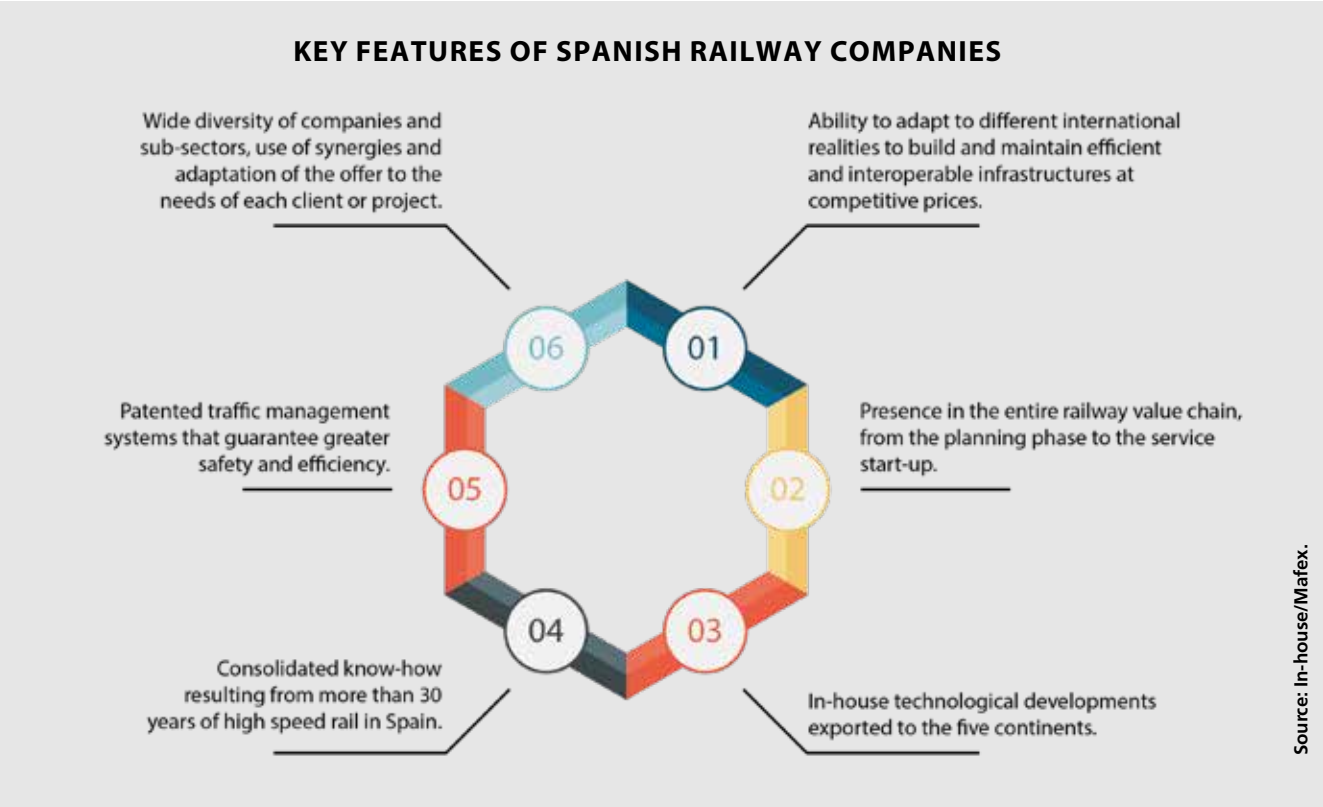 KEY FEATURES OF SPANISH RAILWAY COMPANIES
Wide diversity of companies and
sub-sectors, use of synergies and
adaptation of the offer to the
needs of each client or project.
Ability to adapt to different international
realities to build and maintain efficient
and interoperable infrastructures at
competitive prices.
06
01
Patented traffic management
systems that guarantee greater
safety and efficiency.
05
02
Presence in the entire railway value chain,
from the planning phase to the service
start-up.
04
03
Consolidated know-how
resulting from more than 30
years of high speed rail in Spain.
In-house technological developments
exported to the five continents.
Source: In-house/Mafex.